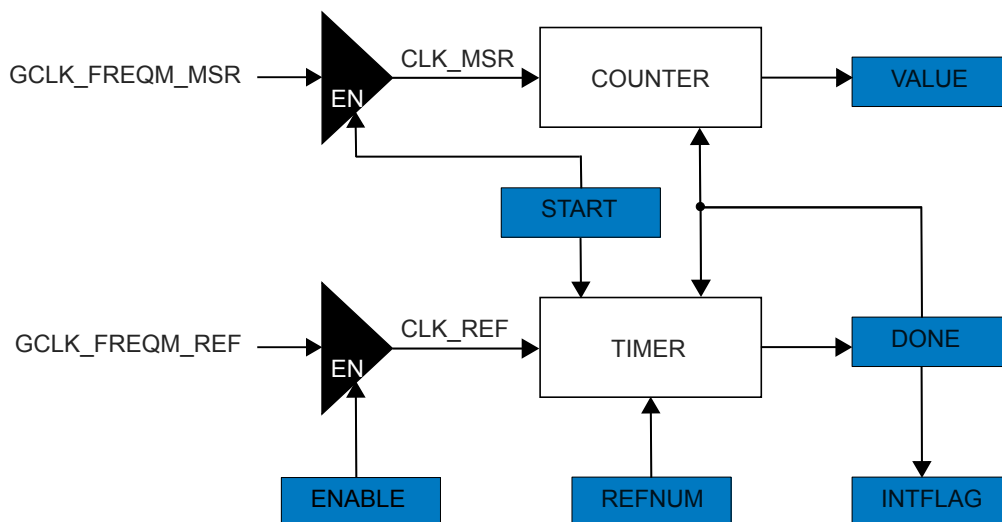 GCLK_FREQM_MSR
EN
CLK_MSR
COUNTER
VALUE
START
GCLK_FREQM_REF
EN
CLK_REF
TIMER
DONE
ENABLE
REFNUM
INTFLAG